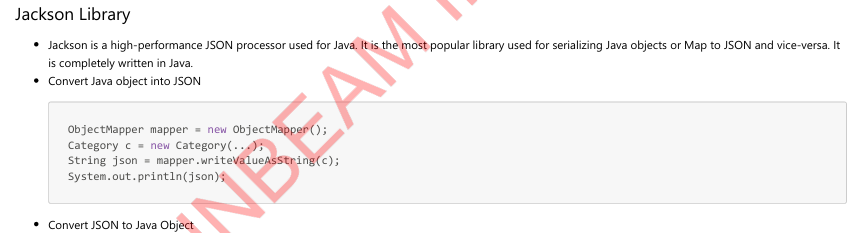 Jackson Library
• Jackson is a high-performance JSON processor used for Java. It is the most popular library used for serializing Java objects or Map to JSON and vice-versa. It
is completely written in Java.
• Convert Java object into JSON
ObjectMapper mapper = new ObjectMapper();
Category c = new Category(...);
String json = mapper.writeValueAsString(c);
System.out.println(json);
• Convert JSON to Java Object
NBEAM